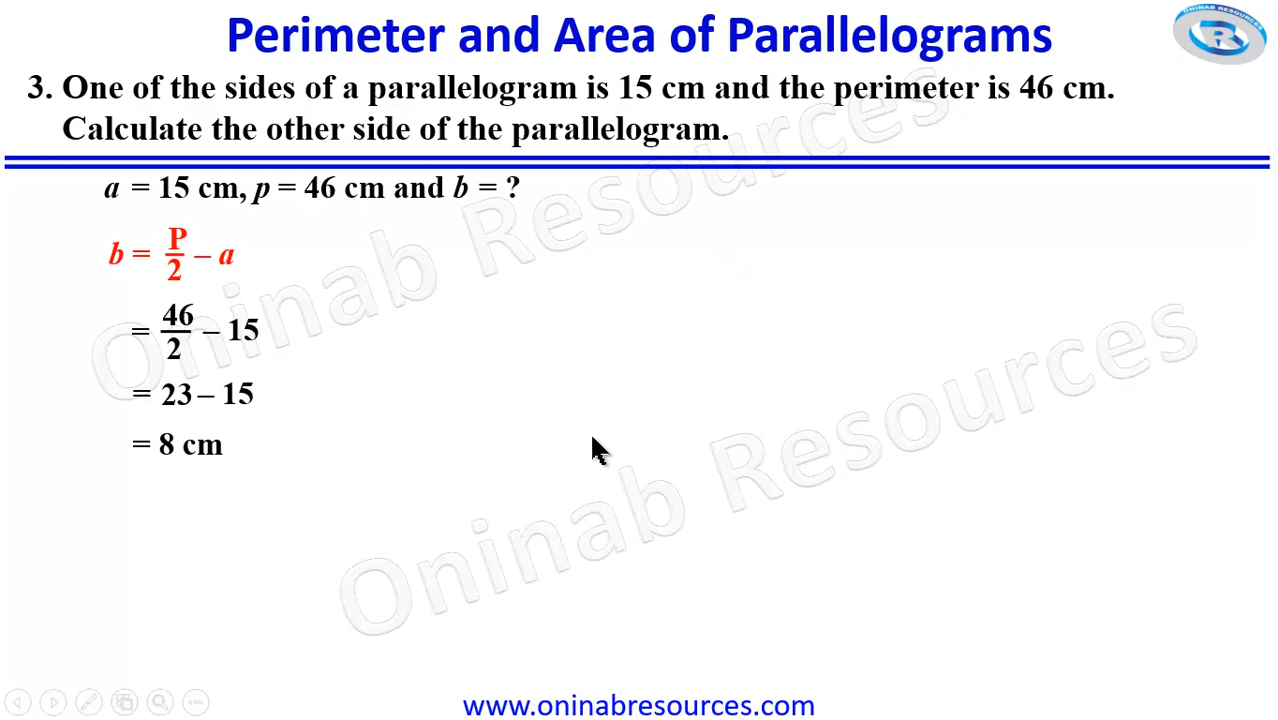 Perimeter and Area of Parallelograms
ONINAB RESOURCES
R
3. One of the sides of a parallelogram is 15 cm and the perimeter is 46 cm.
Calculate the other side of the parallelogram.
a = 15 cm, p = 46 cm and b = ?
b = P/2 – a
= 46/2 – 15
= 23 – 15
= 8 cm
Oninab Resources
Oninab Resources
www.oninabresources.com